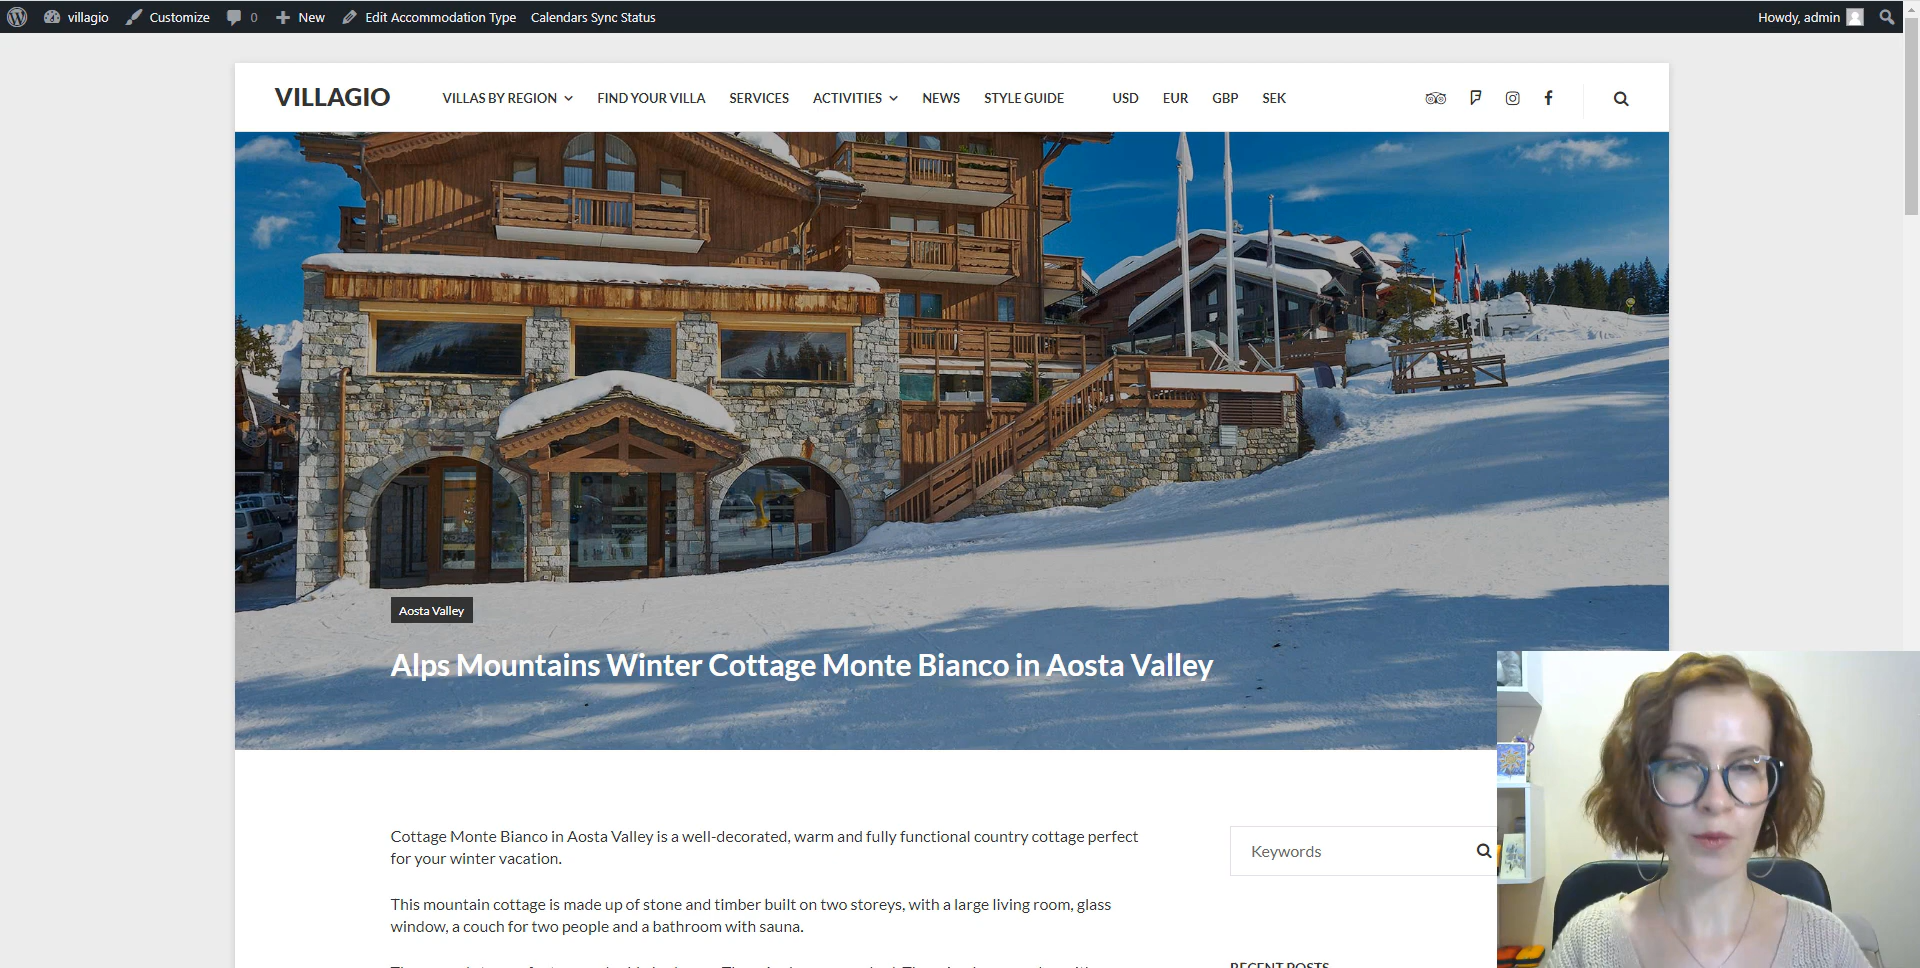 villagio Customize 0 New Edit Accommodation Type Calendars Sync Status Howdy, admin
VILLAGIO VILLAS BY REGION FIND YOUR VILLA SERVICES ACTIVITIES NEWS STYLE GUIDE USD EUR GBP SEK
Aosta Valley
Alps Mountains Winter Cottage Monte Bianco in Aosta Valley
Cottage Monte Bianco in Aosta Valley is a well-decorated, warm and fully functional country cottage perfect
for your winter vacation.
Keywords
This mountain cottage is made up of stone and timber built on two storeys, with a large living room, glass
window, a couch for two people and a bathroom with sauna.
RECENT POSTS